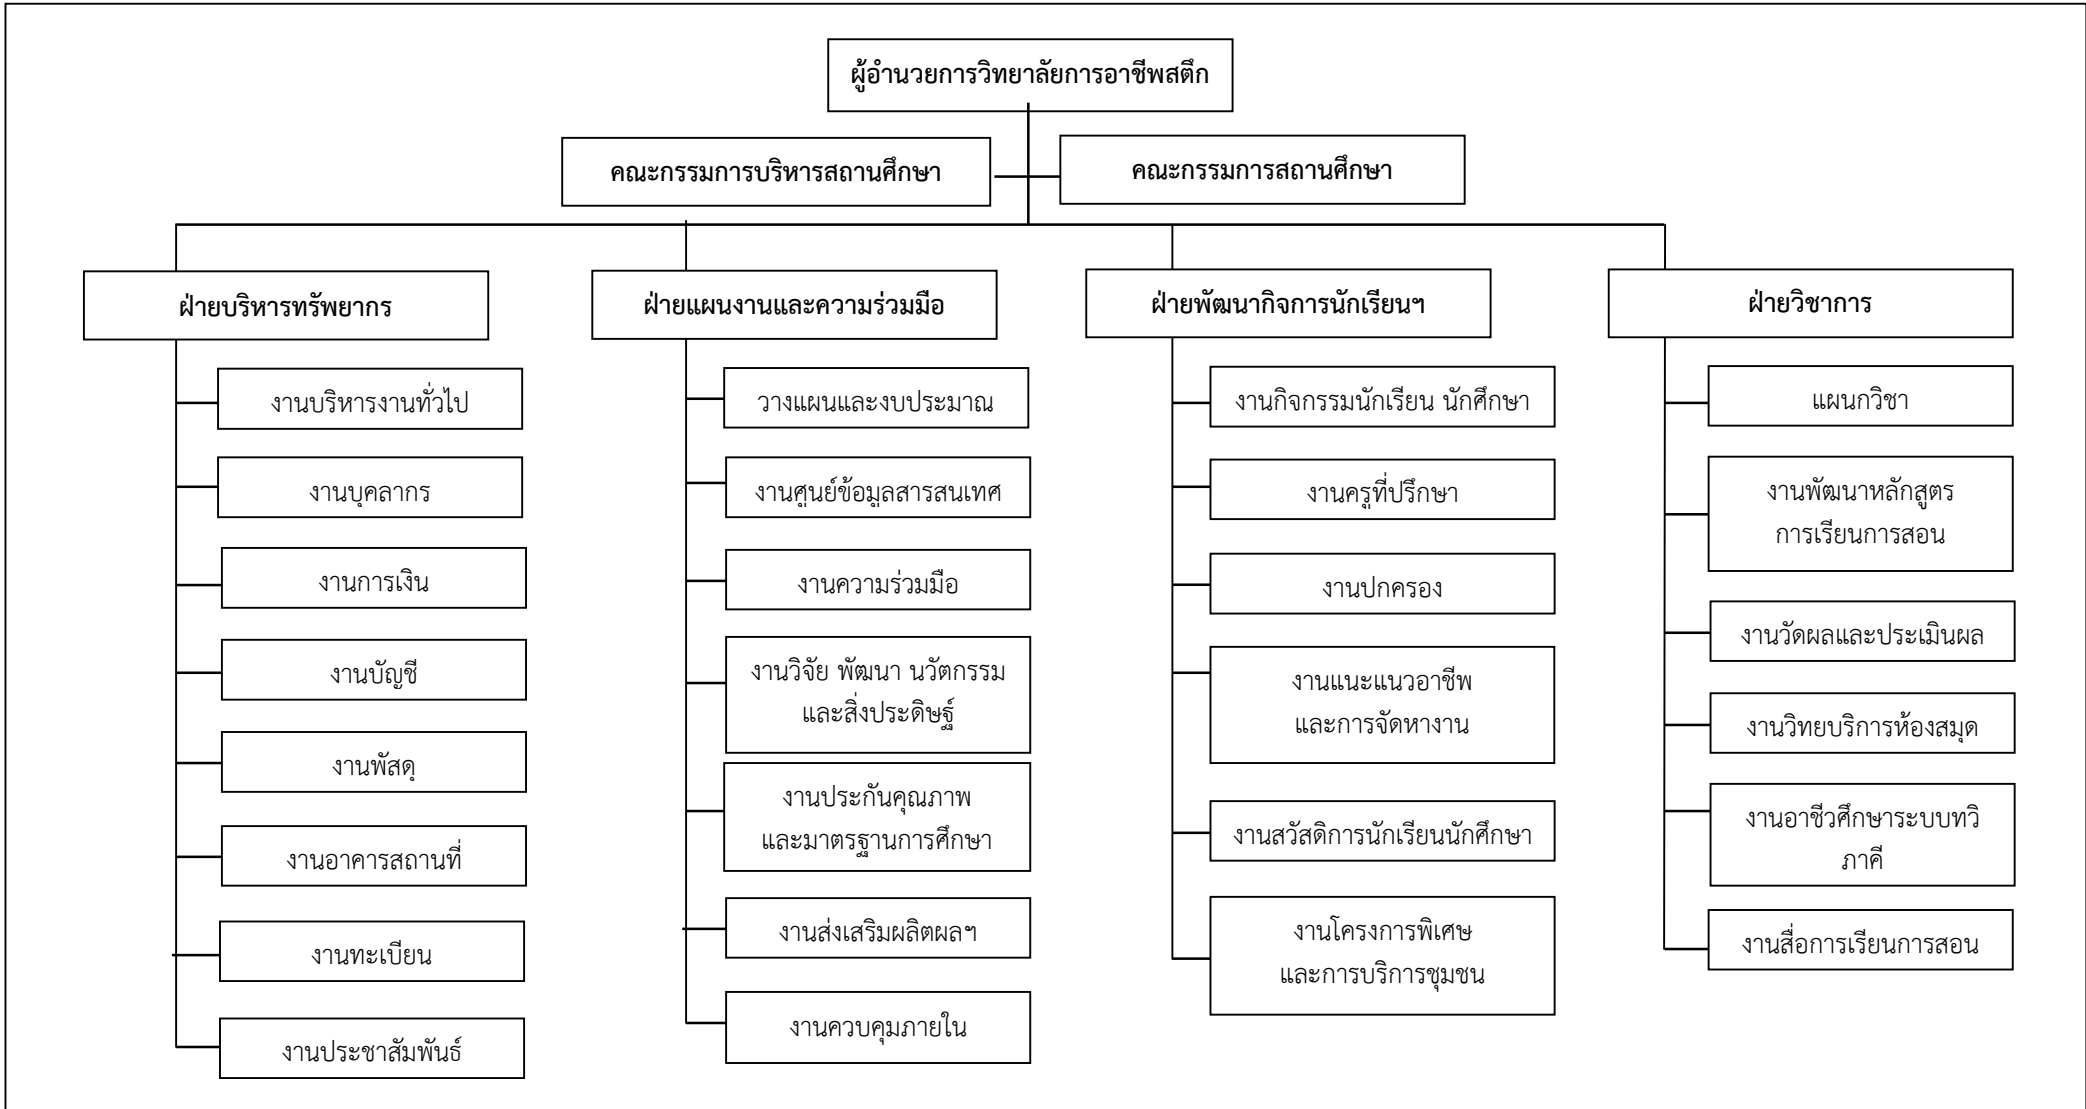 ผู้อำนวยการวิทยาลัยการอาชีพสตึก
คณะกรรมการบริหารสถานศึกษา
คณะกรรมการสถานศึกษา
ฝ่ายบริหารทรัพยากร
งานบริหารงานทั่วไป
งานบุคลากร
งานการเงิน
งานบัญชี
งานพัสดุ
งานอาคารสถานที่
งานทะเบียน
งานประชาสัมพันธ์
ฝ่ายแผนงานและความร่วมมือ
วางแผนและงบประมาณ
งานศูนย์ข้อมูลสารสนเทศ
งานความร่วมมือ
งานวิจัย พัฒนา นวัตกรรม
และสิ่งประดิษฐ์
งานประกันคุณภาพ
และมาตรฐานการศึกษา
งานส่งเสริมผลิตผลฯ
งานควบคุมภายใน
ฝ่ายพัฒนากิจการนักเรียนฯ
งานกิจกรรมนักเรียน นักศึกษา
งานครูที่ปรึกษา
งานปกครอง
งานแนะแนวอาชีพ
และการจัดหางาน
งานสวัสดิการนักเรียนนักศึกษา
งานโครงการพิเศษ
และการบริการชุมชน
ฝ่ายวิชาการ
แผนกวิชา
งานพัฒนาหลักสูตร
การเรียนการสอน
งานวัดผลและประเมินผล
งานวิทยบริการห้องสมุด
งานอาชีวศึกษาระบบทวิ
ภาคี
งานสื่อการเรียนการสอน